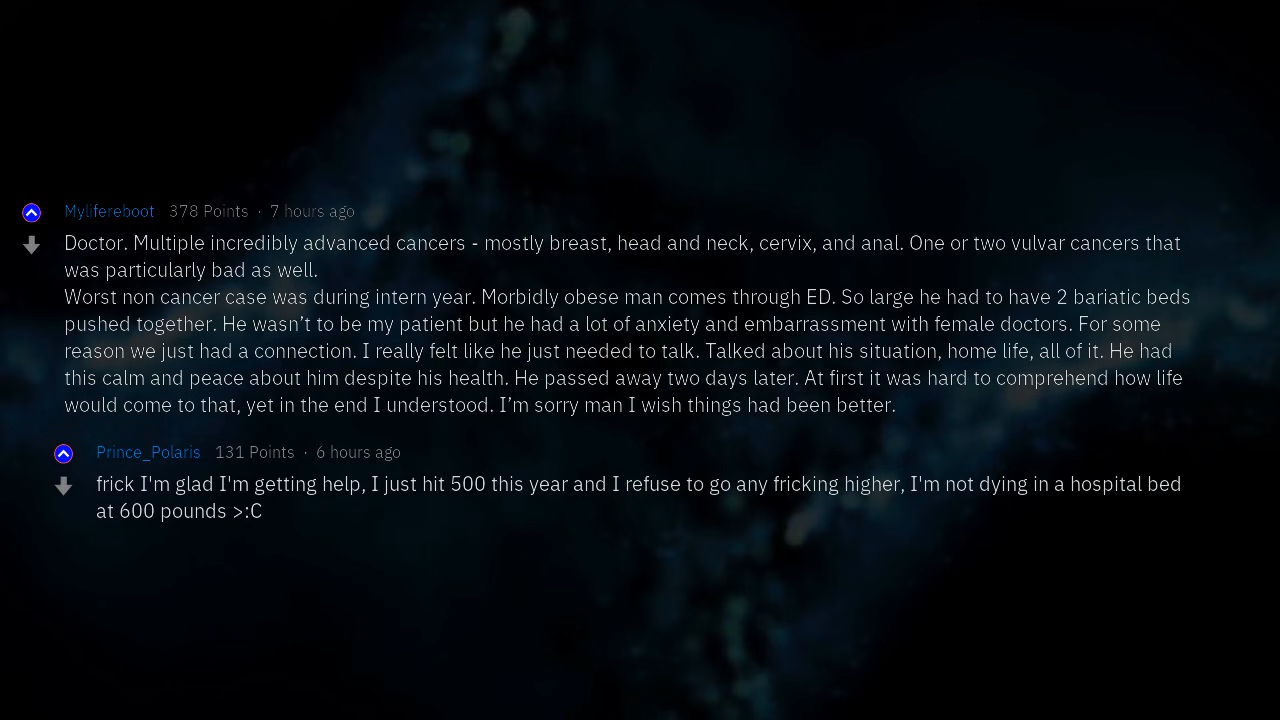 Mylifereboot 378 Points · 7 hours ago
Doctor. Multiple incredibly advanced cancers - mostly breast, head and neck, cervix, and anal. One or two vulvar cancers that
was particularly bad as well.
Worst non cancer case was during intern year. Morbidly obese man comes through ED. So large he had to have 2 bariatic beds
pushed together. He wasn't to be my patient but he had a lot of anxiety and embarrassment with female doctors. For some
reason we just had a connection. I really felt like he just needed to talk. Talked about his situation, home life, all of it. He had
this calm and peace about him despite his health. He passed away two days later. At first it was hard to comprehend how life
would come to that, yet in the end I understood. I'm sorry man I wish things had been better.
Prince_Polaris 131 Points · 6 hours ago
frick I'm glad I'm getting help, I just hit 500 this year and I refuse to go any fricking higher, I'm not dying in a hospital bed
at 600 pounds >:C